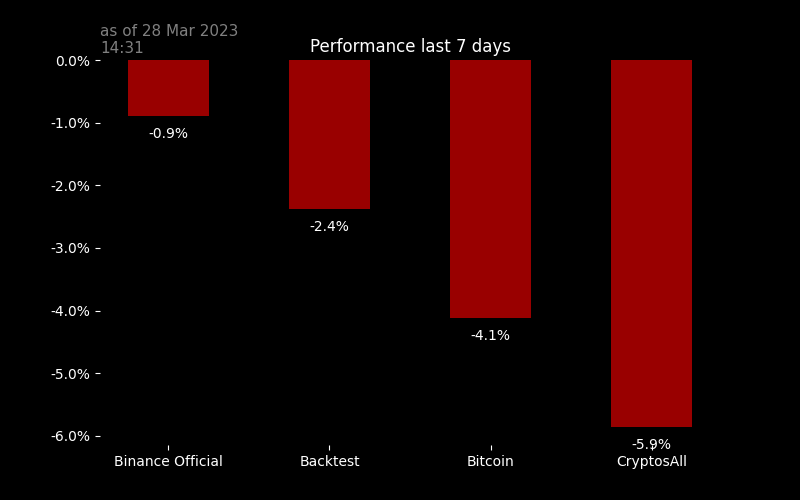 as of 28 Mar 2023
14:31
Performance last 7 days
0.0%
-1.0%
-2.0%
-3.0%
-4.0%
-5.0%
-6.0%
-0.9%
-2.4%
-4.1%
-5.9%
Binance Official
Backtest
Bitcoin
CryptosAll